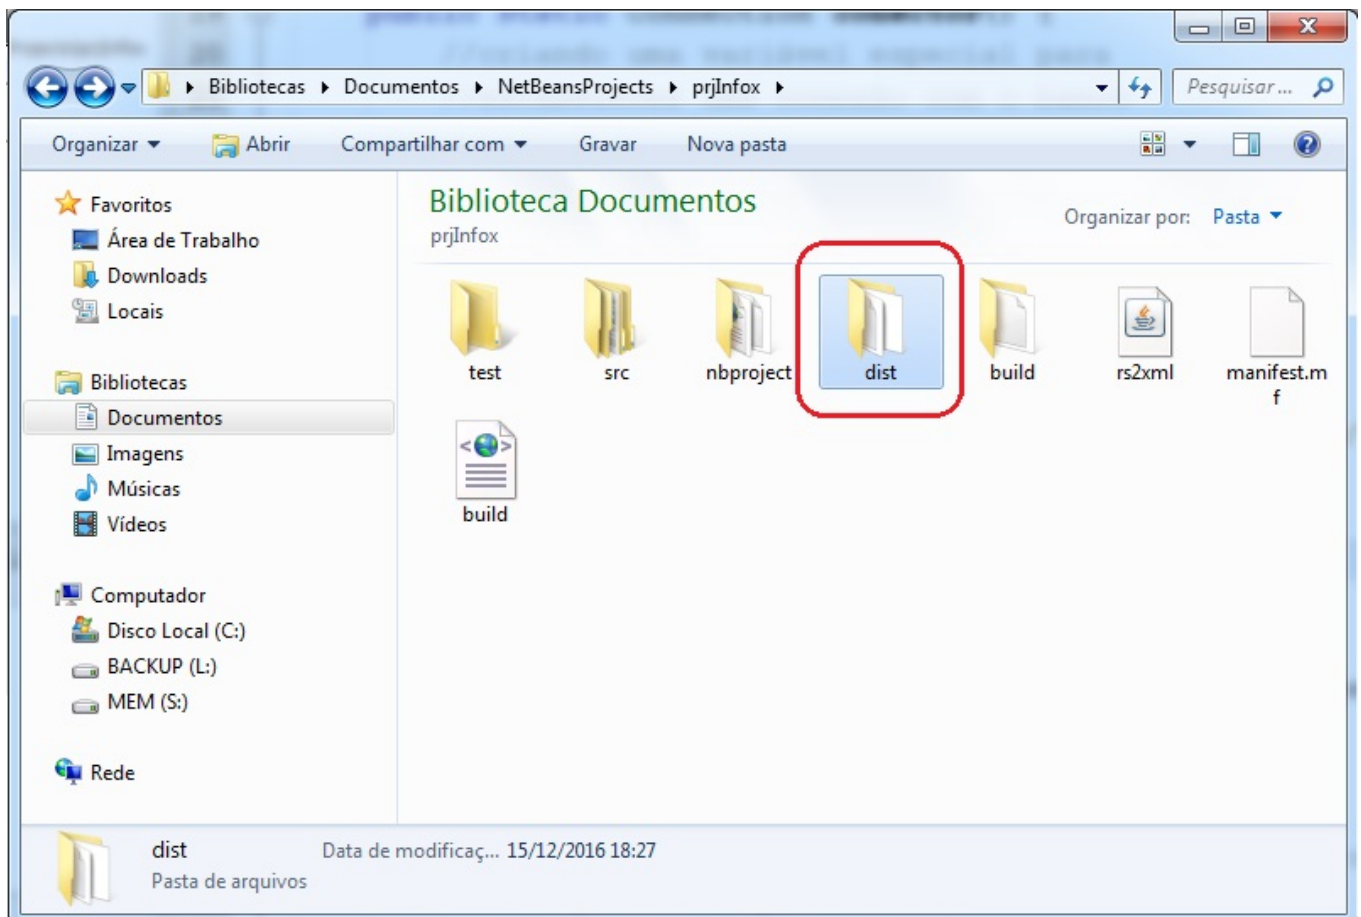 Bibliotecas Documentos NetBeansProjects prjInfox Pesquisar ...
Organizar Abrir Compartilhar com Gravar Nova pasta
Favoritos
Área de Trabalho
Downloads
Locais
Bibliotecas
Documentos
Imagens
Músicas
Vídeos
Computador
Disco Local (C:)
BACKUP (L:)
MEM (S:)
Rede
Biblioteca Documentos
prjInfox
Organizar por: Pasta
test src nbproject dist build rs2xml manifest.m
f
build
dist Data de modificaç... 15/12/2016 18:27
Pasta de arquivos